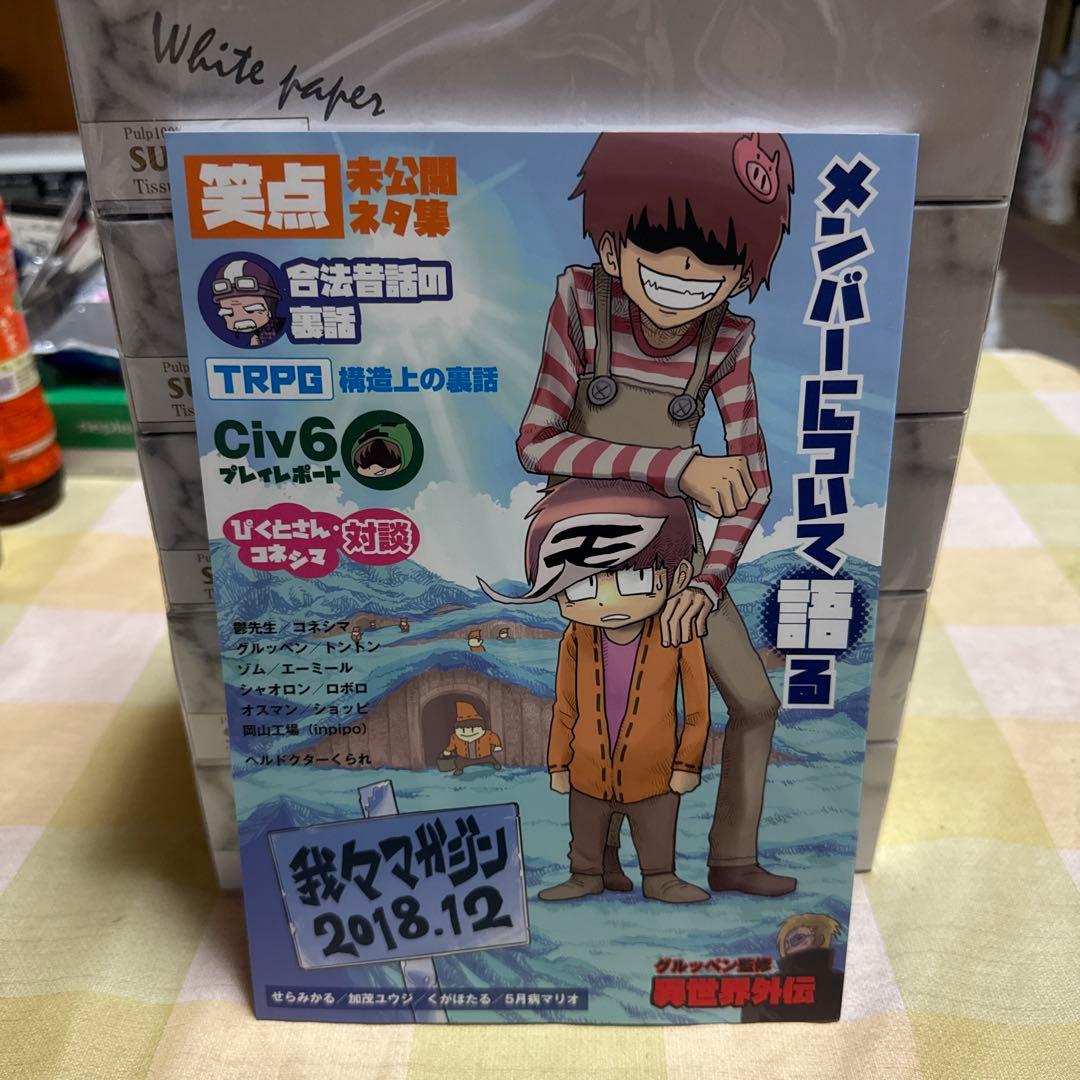 White paper
Pulp100%
SU
Tissu
笑点
未公開
ネタ集
合法昔話の
裏話
TRPG 構造上の裏話
Civ6
プレイレポート
ぴくとさん・
コネシマ
対談
メンバーについて語る
天
鬱先生／コネシマ
グルッペン／トントン
ゾム／エーミール
シャオロン／ロボロ
オスマン／ショッピ
岡山工場（inpipo）
ヘルドクターくられ
我々マガジン
2018.12
グルッペン監修
異世界外伝
せらみかる／加茂ユウジ／くがほたる／5月病マリオ